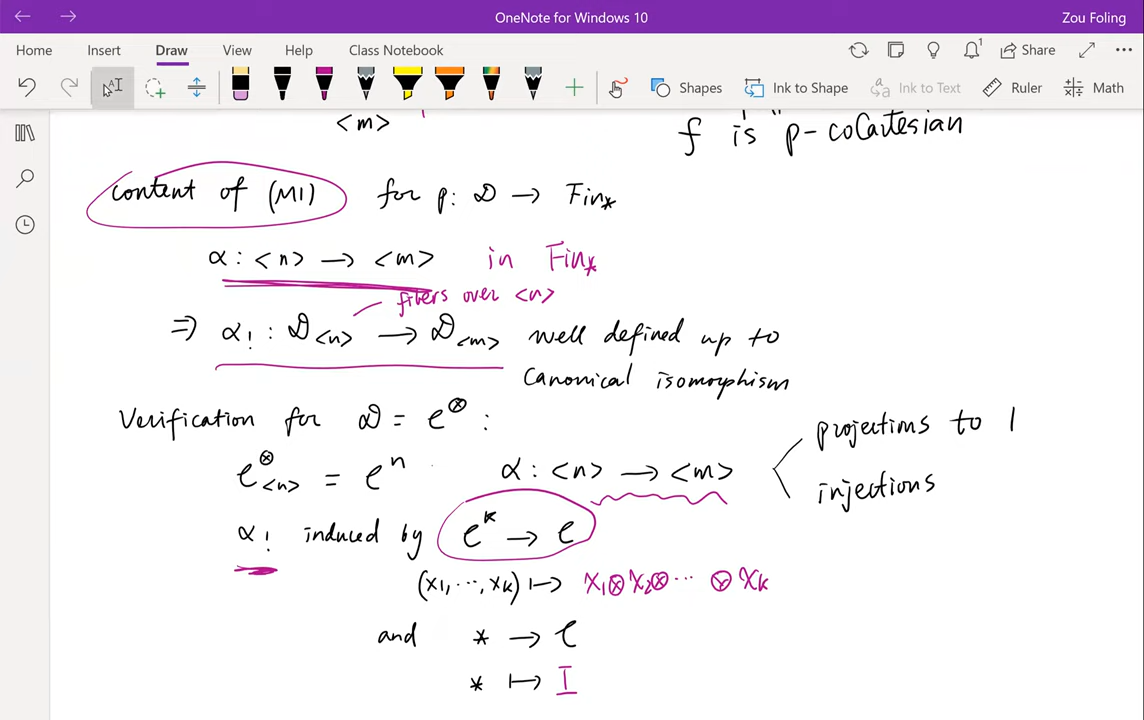 OneNote for Windows 10
Zou Foling
Home Insert Draw View Help Class Notebook Share
Shapes Ink to Shape Ink to Text Ruler Math
<m>
f is "p-coCartesian
Content of (M1) for p: D → Fin*
α : <n> → <m> in Fin*
fibers over <n>
⇒ α! : D<n> → D<m> well defined up to
canonical isomorphism
Verification for D = C⊗ :
projections to 1
C⊗<n> = Cⁿ α : <n> → <m>
injections
α! induced by Cᵏ → C
(x1, ..., xk) ↦ x1⊗x2⊗ ... ⊗xk
and * → C
* ↦ I